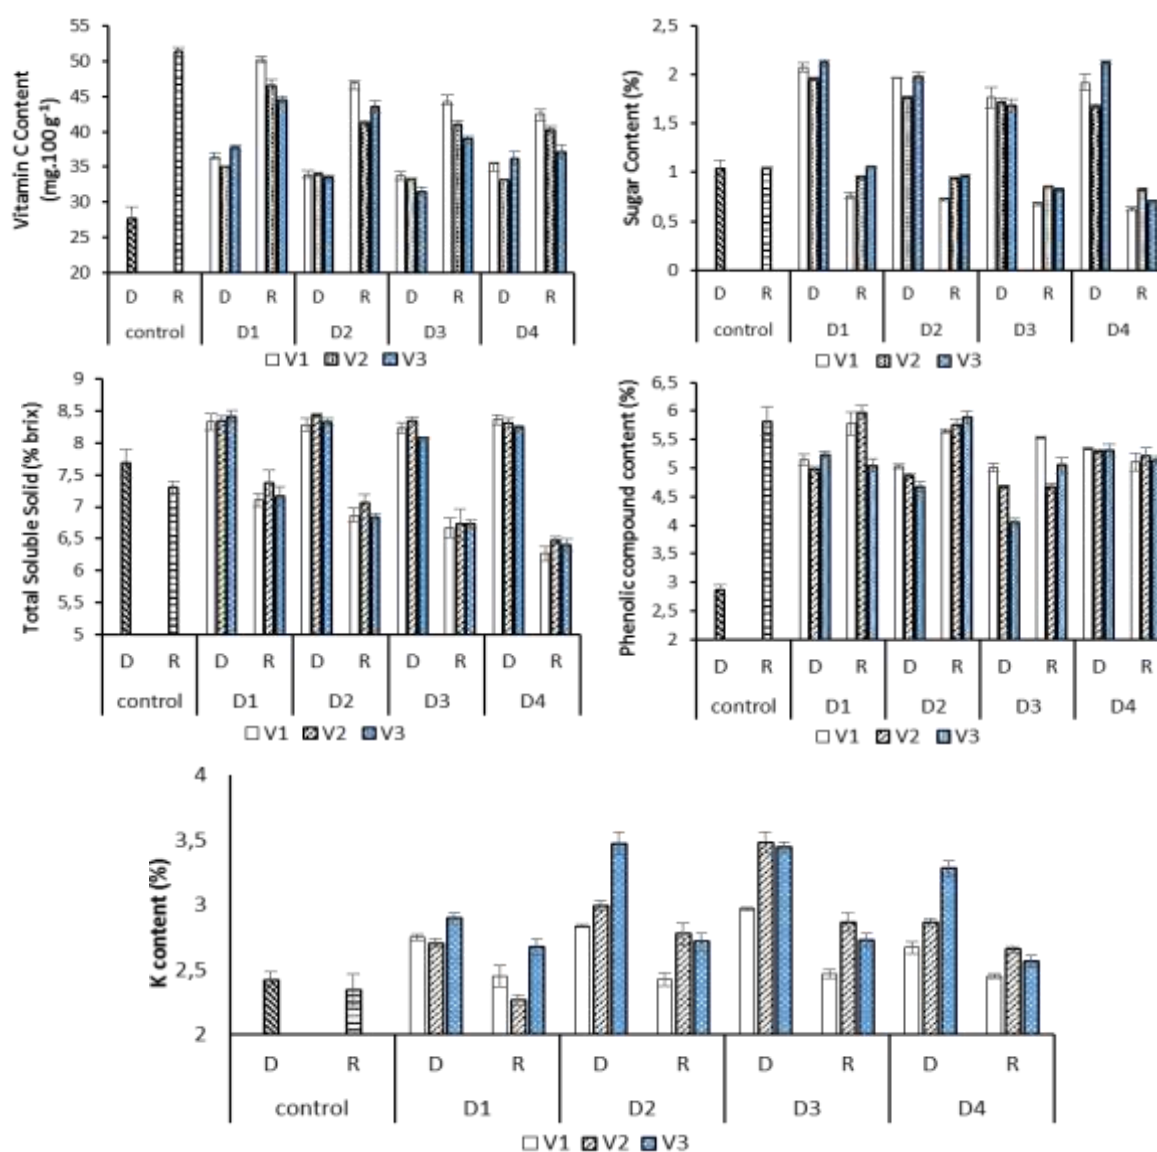 Vitamin C Content
(mg.100 g-1)
55
50
45
40
35
30
25
20
D R D R D R D R D R
control D1 D2 D3 D4
V1 V2 V3
Sugar Content (%)
2,5
2
1,5
1
0,5
0
D R D R D R D R D R
control D1 D2 D3 D4
V1 V2 V3
Total Soluble Solid (% brix)
9
8,5
8
7,5
7
6,5
6
5,5
5
D R D R D R D R D R
control D1 D2 D3 D4
V1 V2 V3
Phenolic compound content (%)
6,5
6
5,5
5
4,5
4
3,5
3
2,5
2
D R D R D R D R D R
control D1 D2 D3 D4
V1 V2 V3
K content (%)
4
3,5
3
2,5
2
D R D R D R D R D R
control D1 D2 D3 D4
V1 V2 V3